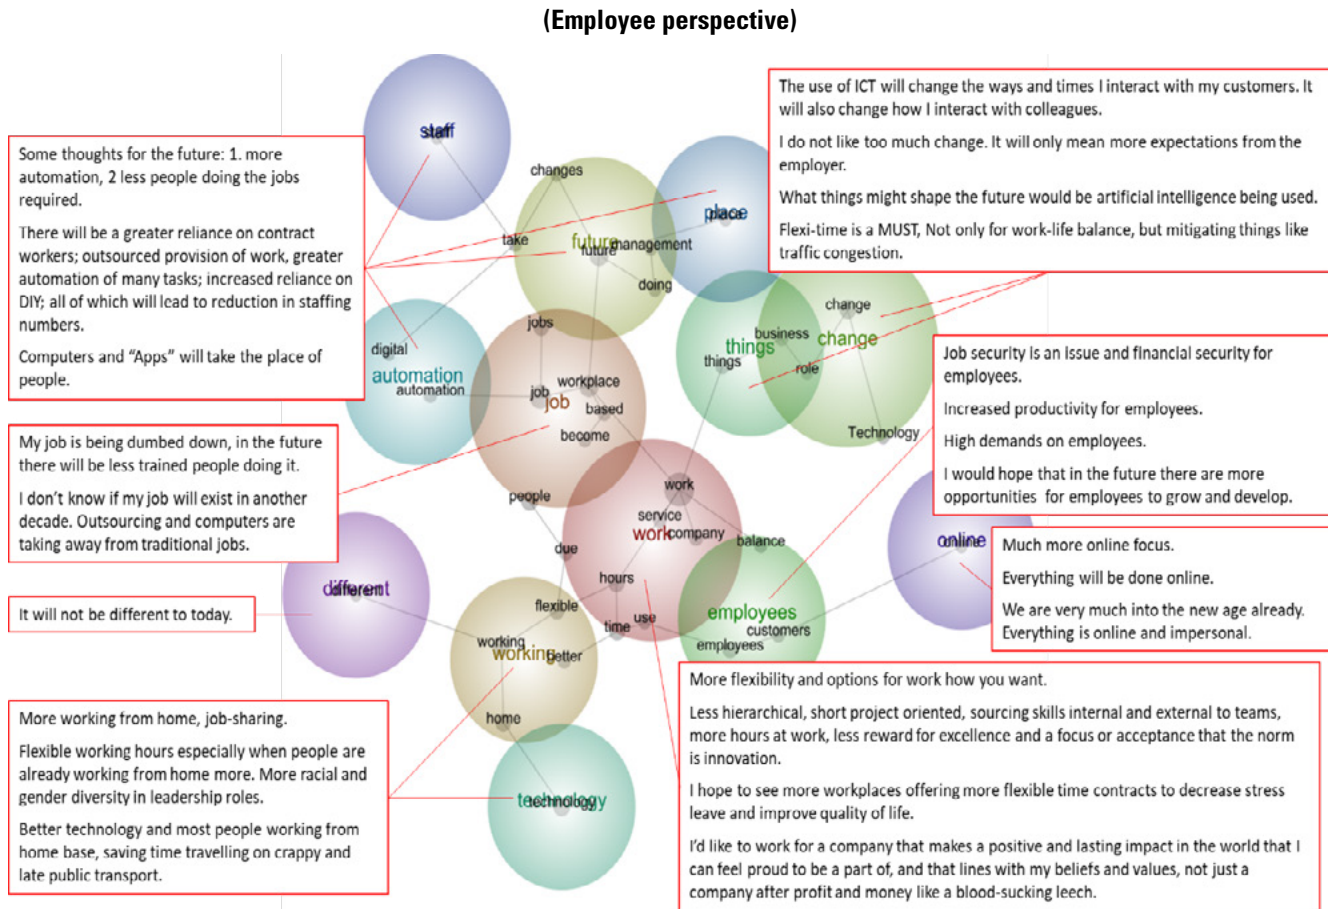 (Employee perspective)
Some thoughts for the future: 1. more
automation, 2 less people doing the jobs
required.
There will be a greater reliance on contract
workers; outsourced provision of work, greater
automation of many tasks; increased reliance on
DIY; all of which will lead to reduction in staffing
numbers.
Computers and “Apps” will take the place of
people.
My job is being dumbed down, in the future
there will be less trained people doing it.
I don’t know if my job will exist in another
decade. Outsourcing and computers are
taking away from traditional jobs.
It will not be different to today.
More working from home, job-sharing.
Flexible working hours especially when people are
already working from home more. More racial and
gender diversity in leadership roles.
Better technology and most people working from
home base, saving time travelling on crappy and
late public transport.
staff
staff
changes
take
future
future
management
doing
place
place
jobs
digital
automation
automation
job
job
workplace
based
become
things
things
business
role
change
change
Technology
people
due
work
service
work
company
balance
hours
flexible
time
use
different
different
working
working
better
home
technology
technology
employees
customers
employees
online
online
The use of ICT will change the ways and times I interact with my customers. It
will also change how I interact with colleagues.
I do not like too much change. It will only mean more expectations from the
employer.
What things might shape the future would be artificial intelligence being used.
Flexi-time is a MUST, Not only for work-life balance, but mitigating things like
traffic congestion.
Job security is an issue and financial security for
employees.
Increased productivity for employees.
High demands on employees.
I would hope that in the future there are more
opportunities for employees to grow and develop.
Much more online focus.
Everything will be done online.
We are very much into the new age already.
Everything is online and impersonal.
More flexibility and options for work how you want.
Less hierarchical, short project oriented, sourcing skills internal and external to teams,
more hours at work, less reward for excellence and a focus or acceptance that the norm
is innovation.
I hope to see more workplaces offering more flexible time contracts to decrease stress
leave and improve quality of life.
I’d like to work for a company that makes a positive and lasting impact in the world that I
can feel proud to be a part of, and that lines with my beliefs and values, not just a
company after profit and money like a blood-sucking leech.